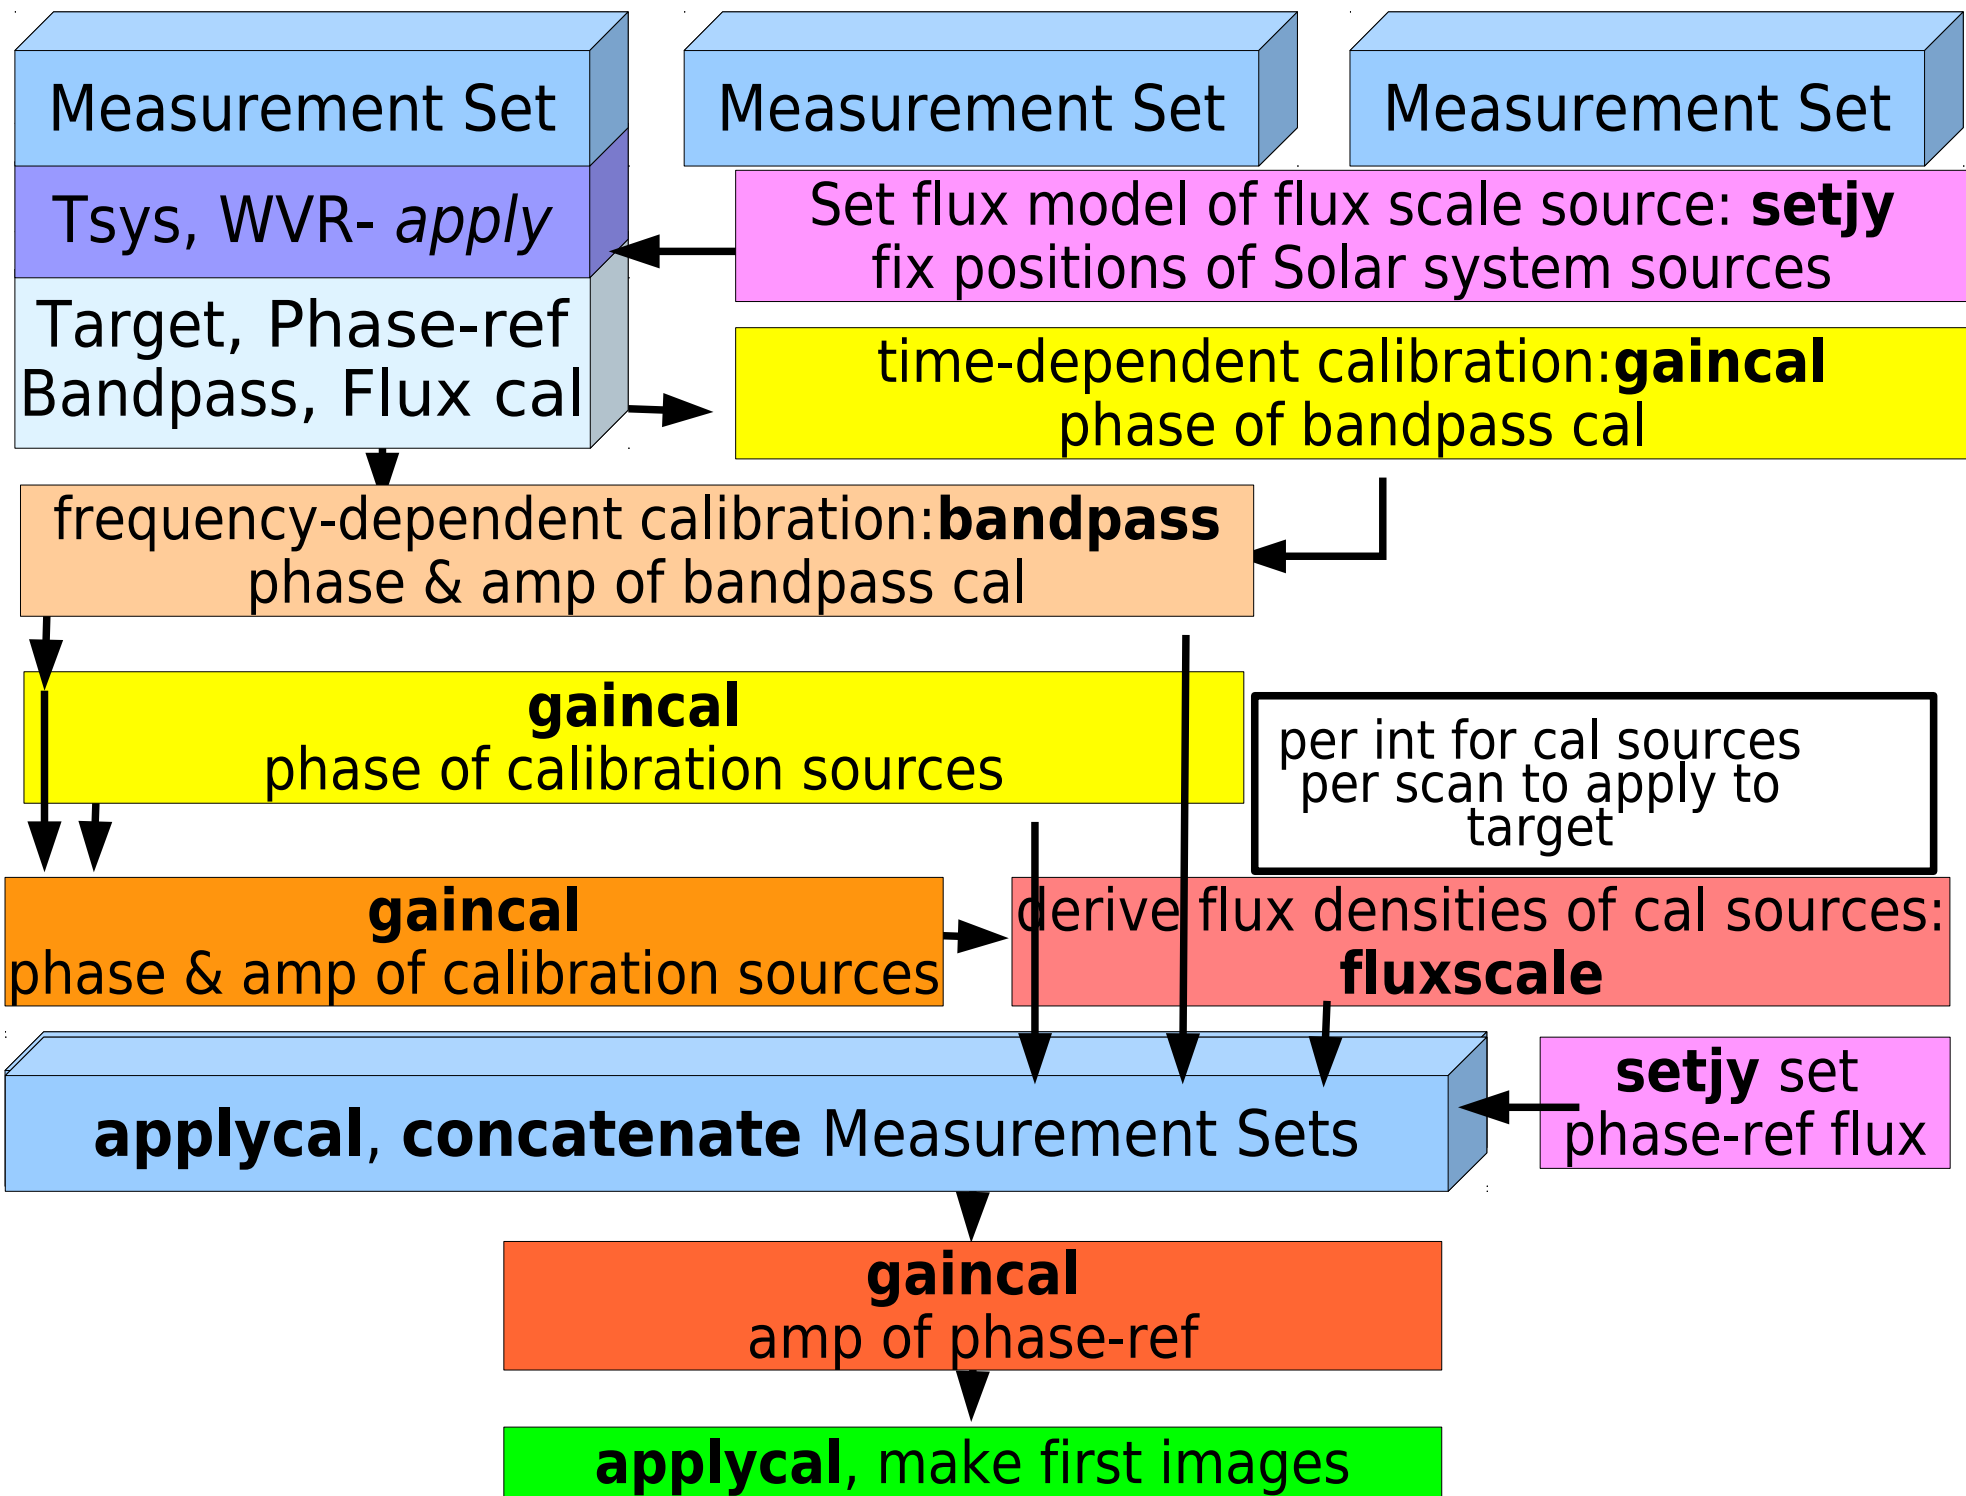 Measurement Set
Measurement Set
Measurement Set
Tsys, WVR- apply
Set flux model of flux scale source: setjy
fix positions of Solar system sources
Target, Phase-ref
Bandpass, Flux cal
time-dependent calibration:gaincal
phase of bandpass cal
frequency-dependent calibration:bandpass
phase & amp of bandpass cal
gaincal
phase of calibration sources
per int for cal sources
per scan to apply to
target
gaincal
phase & amp of calibration sources
derive flux densities of cal sources:
fluxscale
applycal, concatenate Measurement Sets
setjy set
phase-ref flux
gaincal
amp of phase-ref
applycal, make first images